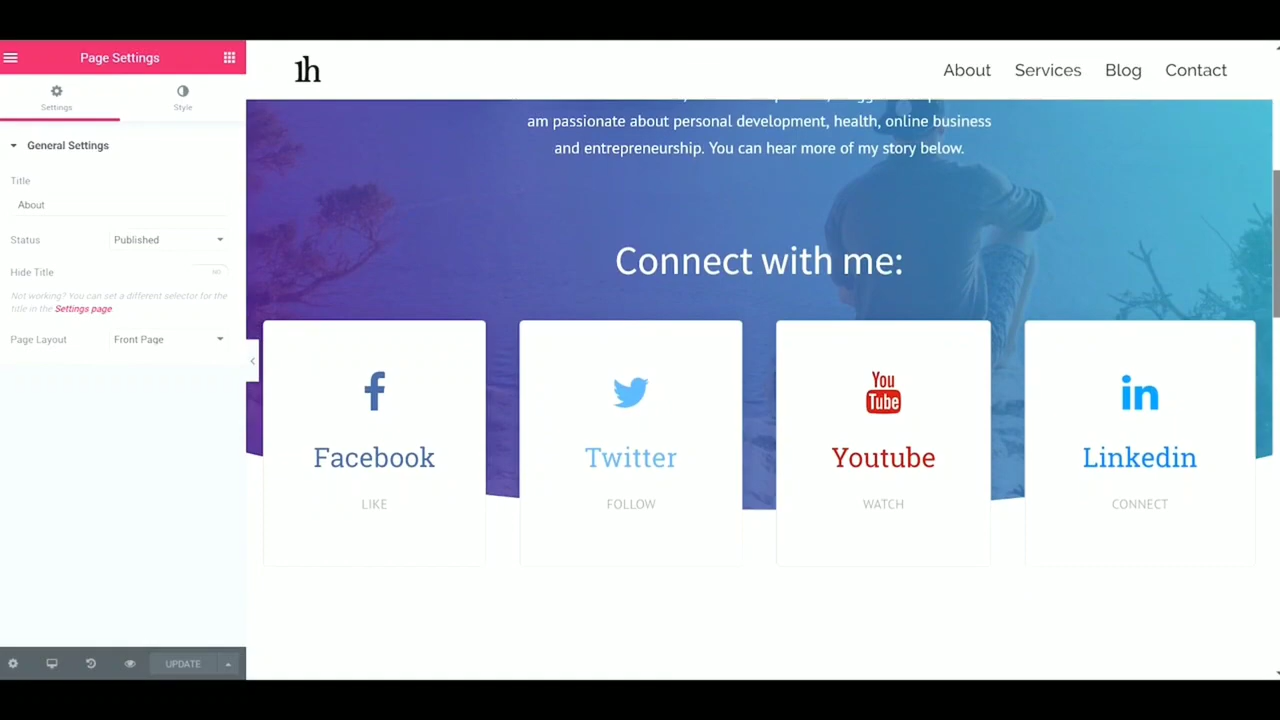 Page Settings
Settings
Style
General Settings
Title
About
Status
Published
Hide Title
NO
Not working? You can set a different selector for the
title in the Settings page
Page Layout
Front Page
UPDATE
1h
About
Services
Blog
Contact
am passionate about personal development, health, online business
and entrepreneurship. You can hear more of my story below.
Connect with me:
f
Facebook
LIKE
Twitter
FOLLOW
You
Tube
Youtube
WATCH
in
Linkedin
CONNECT